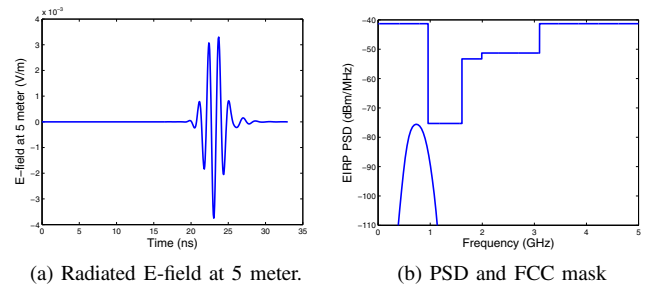 4
3
2
1
0
−1
−2
−3
−4
x 10⁻³
E−field at 5 meter (V/m)
0 5 10 15 20 25 30 35
Time (ns)
(a) Radiated E-field at 5 meter.
−40
−50
−60
−70
−80
−90
−100
−110
EIRP PSD (dBm/MHz)
0 1 2 3 4 5
Frequency (GHz)
(b) PSD and FCC mask